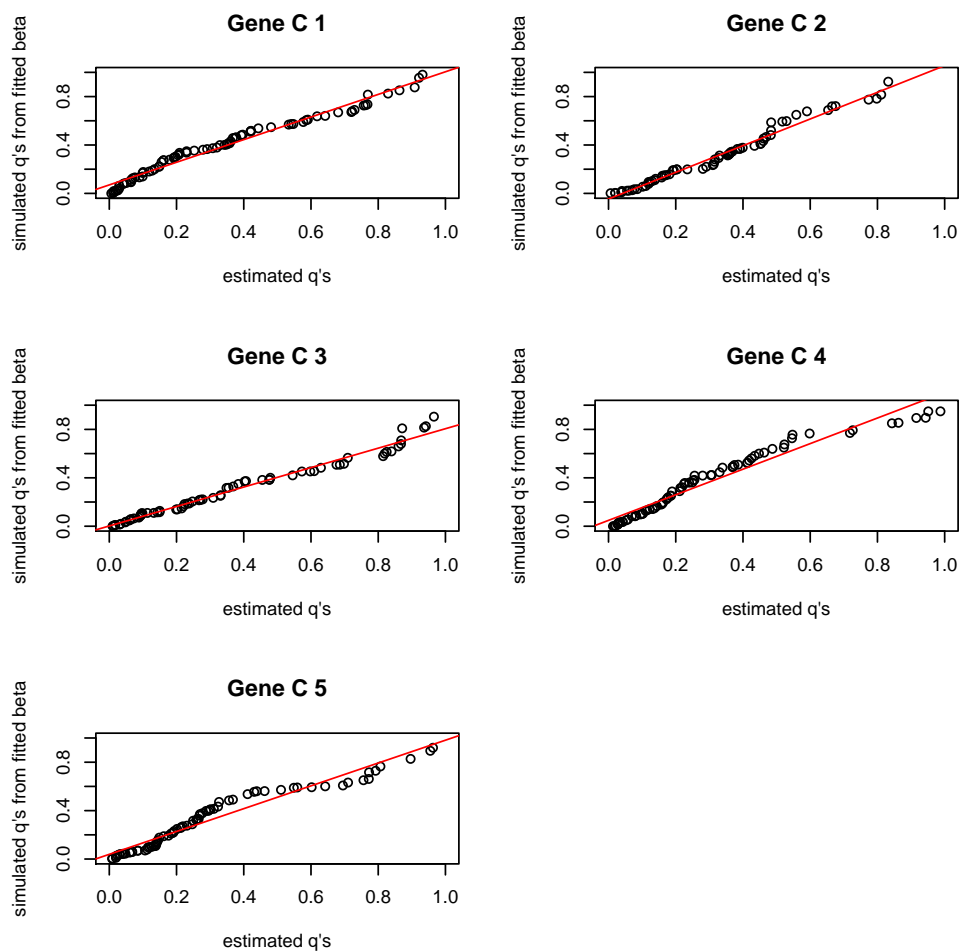 Gene C 1
simulated q's from fitted beta
0.0 0.4 0.8
0.0 0.2 0.4 0.6 0.8 1.0
estimated q's
Gene C 2
simulated q's from fitted beta
0.0 0.4 0.8
0.0 0.2 0.4 0.6 0.8 1.0
estimated q's
Gene C 3
simulated q's from fitted beta
0.0 0.4 0.8
0.0 0.2 0.4 0.6 0.8 1.0
estimated q's
Gene C 4
simulated q's from fitted beta
0.0 0.4 0.8
0.0 0.2 0.4 0.6 0.8 1.0
estimated q's
Gene C 5
simulated q's from fitted beta
0.0 0.4 0.8
0.0 0.2 0.4 0.6 0.8 1.0
estimated q's